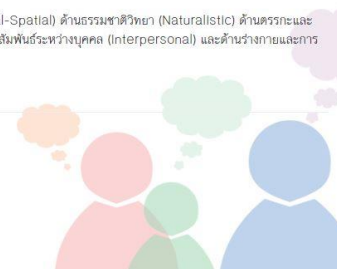 l-Spatial) ด้านธรรมชาติวิทยา (Naturalistic) ด้านตรรกะและ
สัมพันธ์ระหว่างบุคคล (Interpersonal) และด้านร่างกายและการ